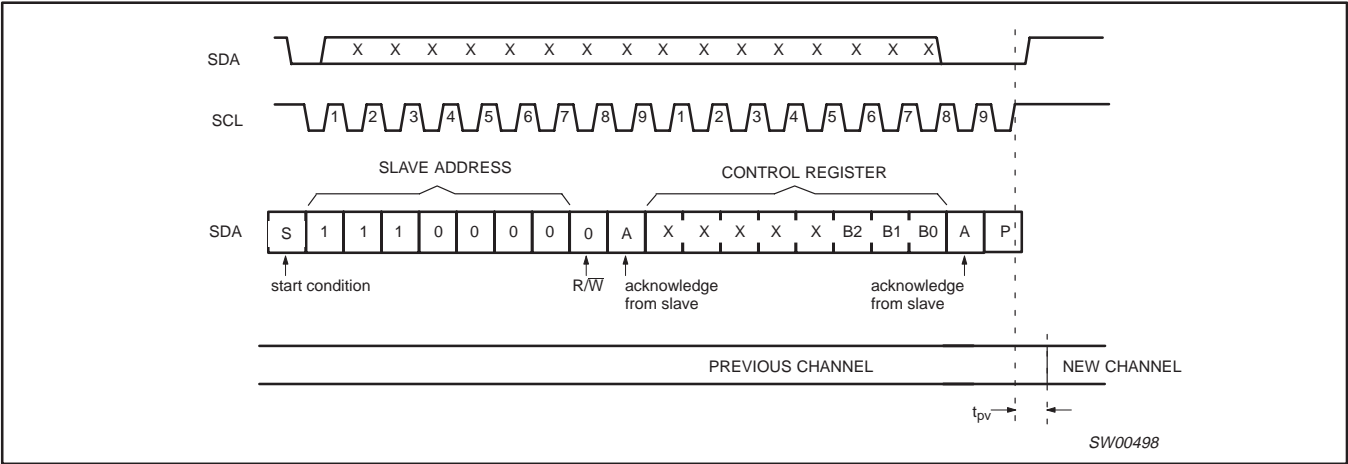 SDA X X X X X X X X X X X X X X X X
SCL 1 2 3 4 5 6 7 8 9 1 2 3 4 5 6 7 8 9
SLAVE ADDRESS CONTROL REGISTER
SDA S 1 1 1 0 0 0 0 0 A X X X X X B2 B1 B0 A P
start condition R/W̅ acknowledge acknowledge
from slave from slave
PREVIOUS CHANNEL NEW CHANNEL
tpv
SW00498